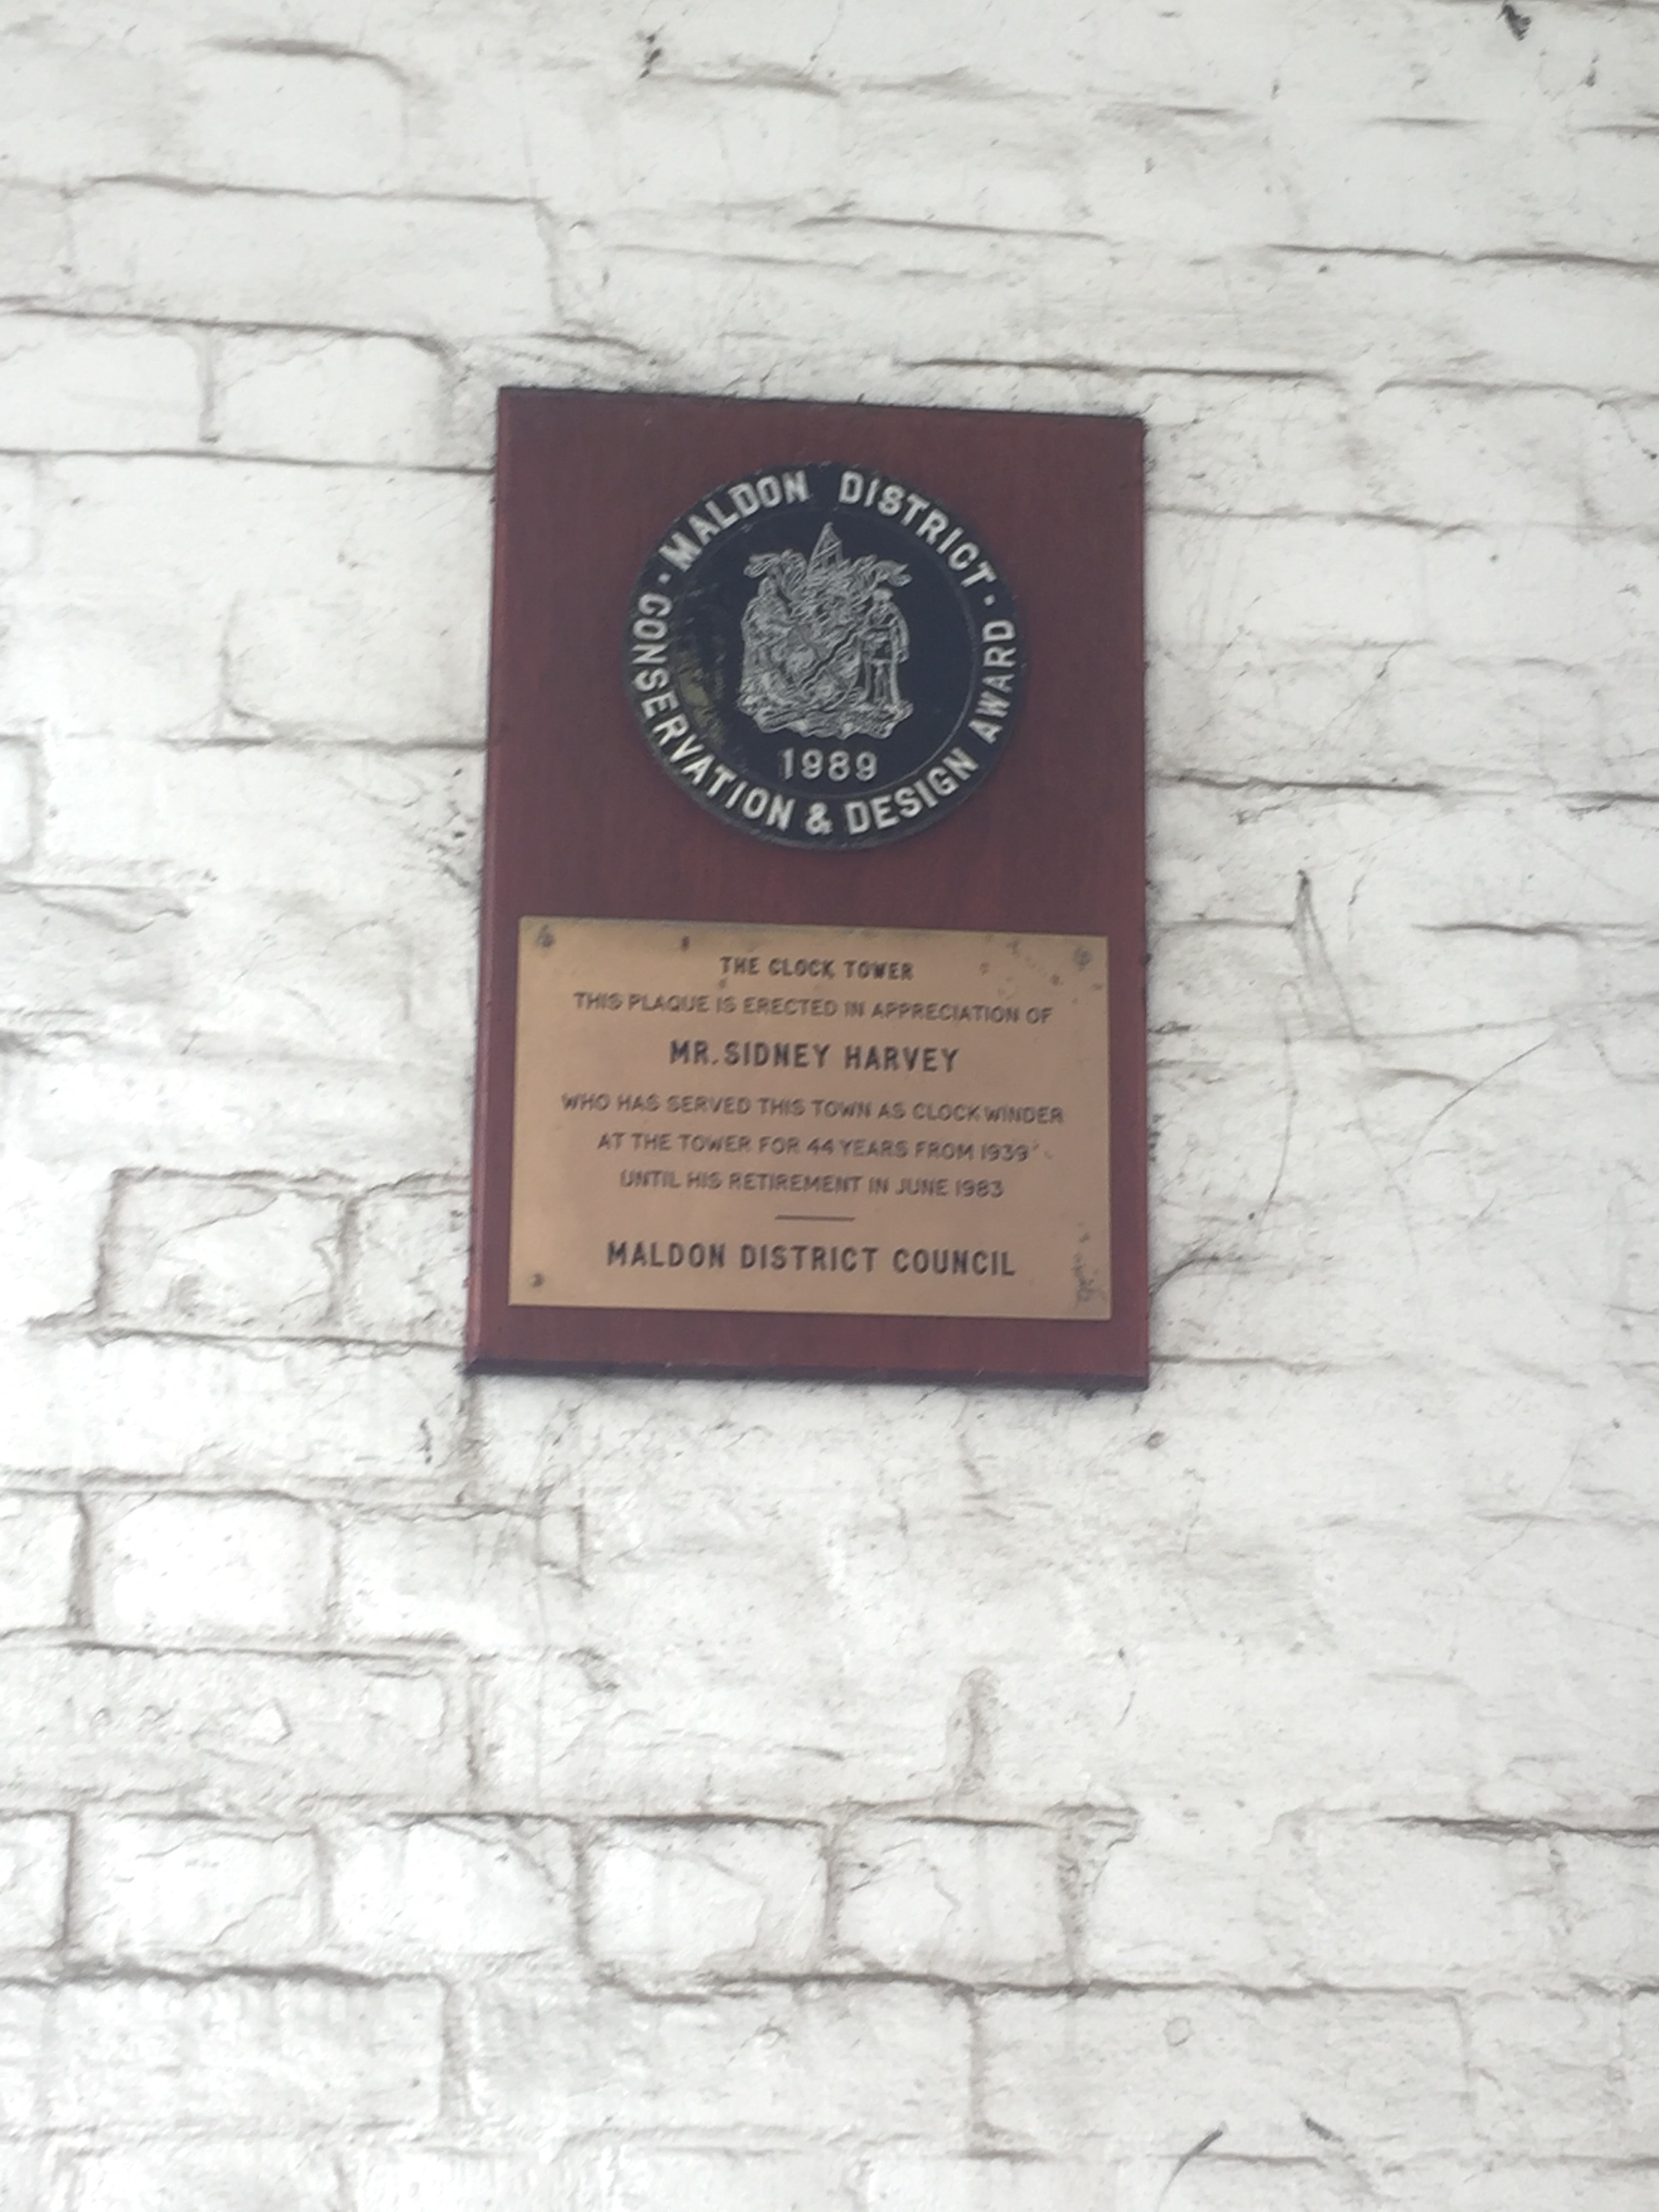 MALDON DISTRICT · CONSERVATION & DESIGN AWARD ·
1989
THE CLOCK TOWER
THIS PLAQUE IS ERECTED IN APPRECIATION OF
MR. SIDNEY HARVEY
WHO HAS SERVED THIS TOWN AS CLOCK WINDER
AT THE TOWER FOR 44 YEARS FROM 1939
UNTIL HIS RETIREMENT IN JUNE 1983
MALDON DISTRICT COUNCIL